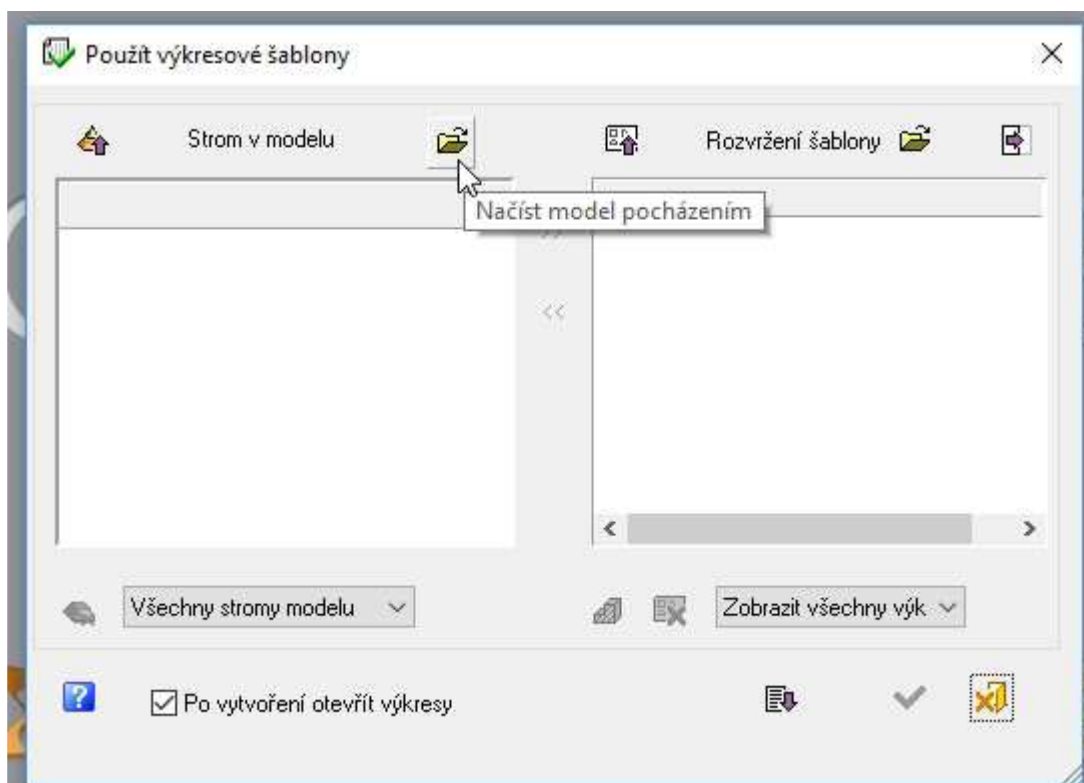 Použít výkresové šablony
Strom v modelu
Rozvržení šablony
Načíst model pocházením
<<
Všechny stromy modelu
Zobrazit všechny výk
?
Po vytvoření otevřít výkresy